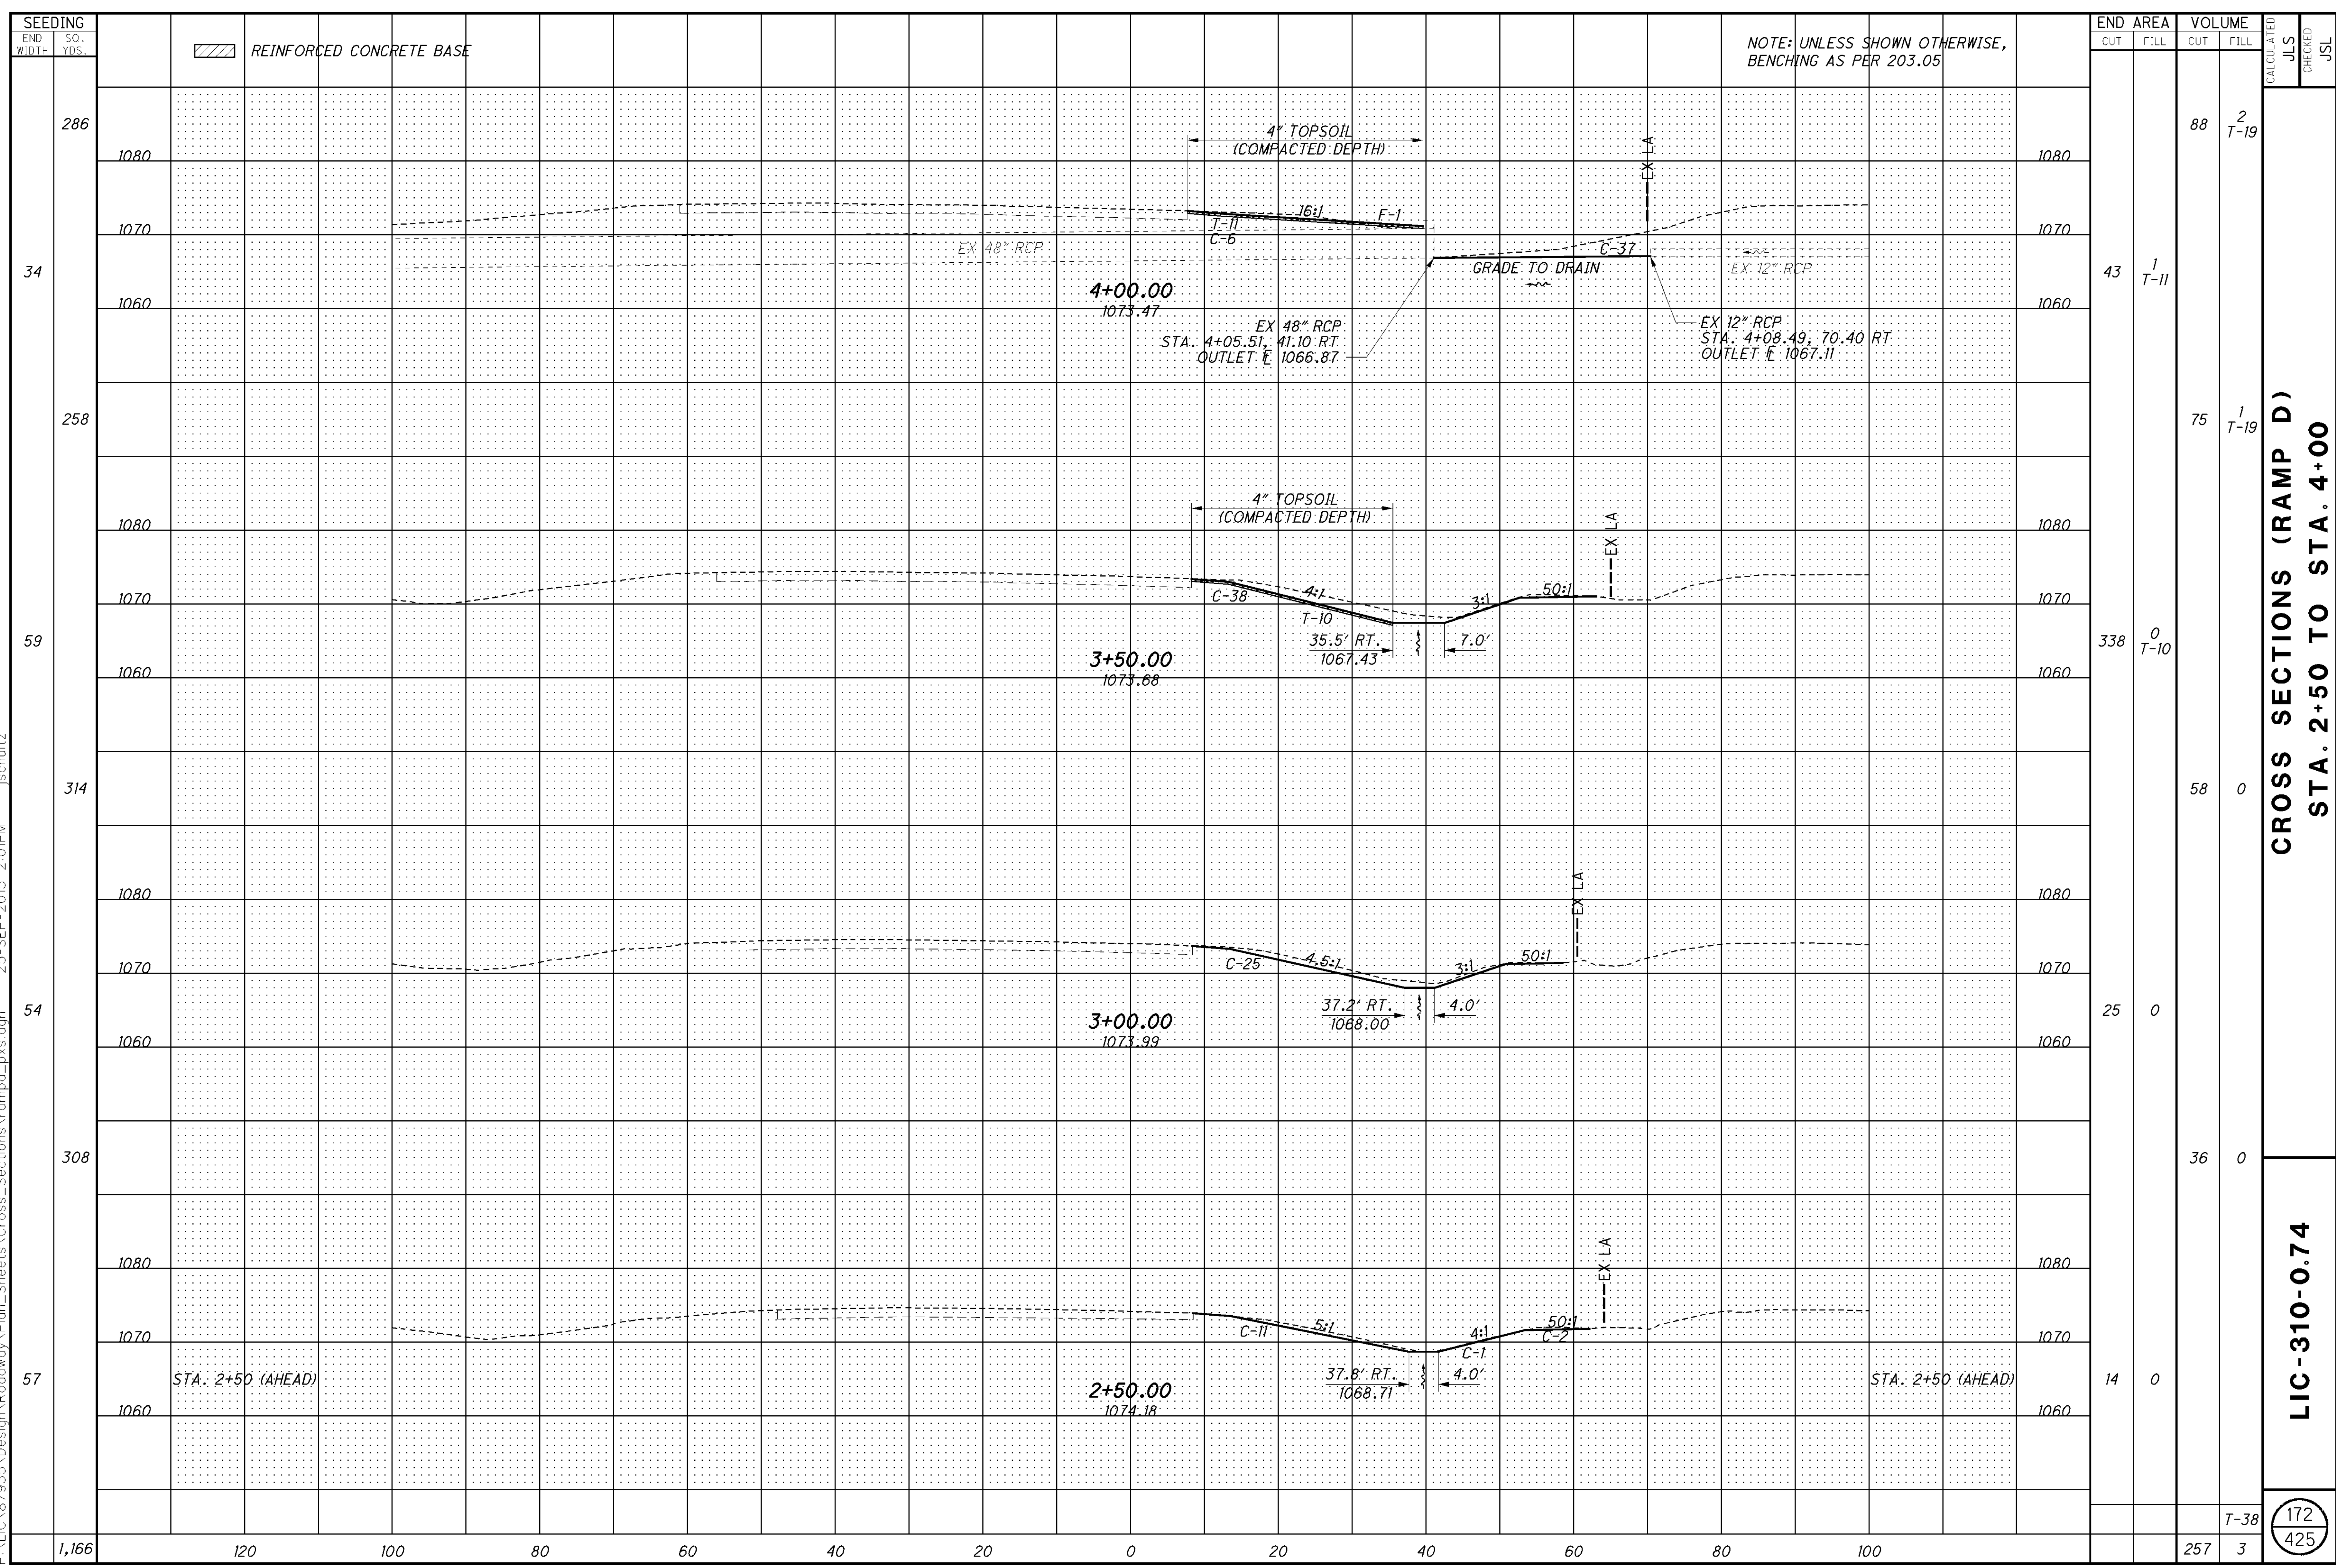 SEEDING
END WIDTH
SQ. YDS.
REINFORCED CONCRETE BASE
NOTE: UNLESS SHOWN OTHERWISE,
BENCHING AS PER 203.05
END AREA
VOLUME
CUT
FILL
CUT
FILL
CALCULATED
JLS
CHECKED
JSL
286
88
2
T-19
4" TOPSOIL
(COMPACTED DEPTH)
EX LA
1080
1080
16:1
F-1
T-11
C-6
1070
1070
EX 48" RCP
C-37
GRADE TO DRAIN
EX 12" RCP
34
43
1
T-11
4+00.00
1073.47
1060
1060
EX 48" RCP
STA. 4+05.51, 41.10 RT
OUTLET ℄ 1066.87
EX 12" RCP
STA. 4+08.49, 70.40 RT
OUTLET ℄ 1067.11
258
75
1
T-19
4" TOPSOIL
(COMPACTED DEPTH)
EX LA
1080
1080
1070
1070
C-38
4:1
T-10
3:1
50:1
35.5' RT.
1067.43
7.0'
59
338
0
T-10
3+50.00
1073.68
1060
1060
314
58
0
EX LA
1080
1080
1070
1070
C-25
4.5:1
3:1
50:1
37.2' RT.
1068.00
4.0'
54
25
0
3+00.00
1073.99
1060
1060
308
36
0
EX LA
1080
1080
1070
1070
C-11
5:1
4:1
C-1
50:1
C-2
37.8' RT.
1068.71
4.0'
57
STA. 2+50 (AHEAD)
STA. 2+50 (AHEAD)
14
0
2+50.00
1074.18
1060
1060
T-38
1,166
120
100
80
60
40
20
0
20
40
60
80
100
257
3
CROSS SECTIONS (RAMP D)
STA. 2+50 TO STA. 4+00
LIC-310-0.74
172
425